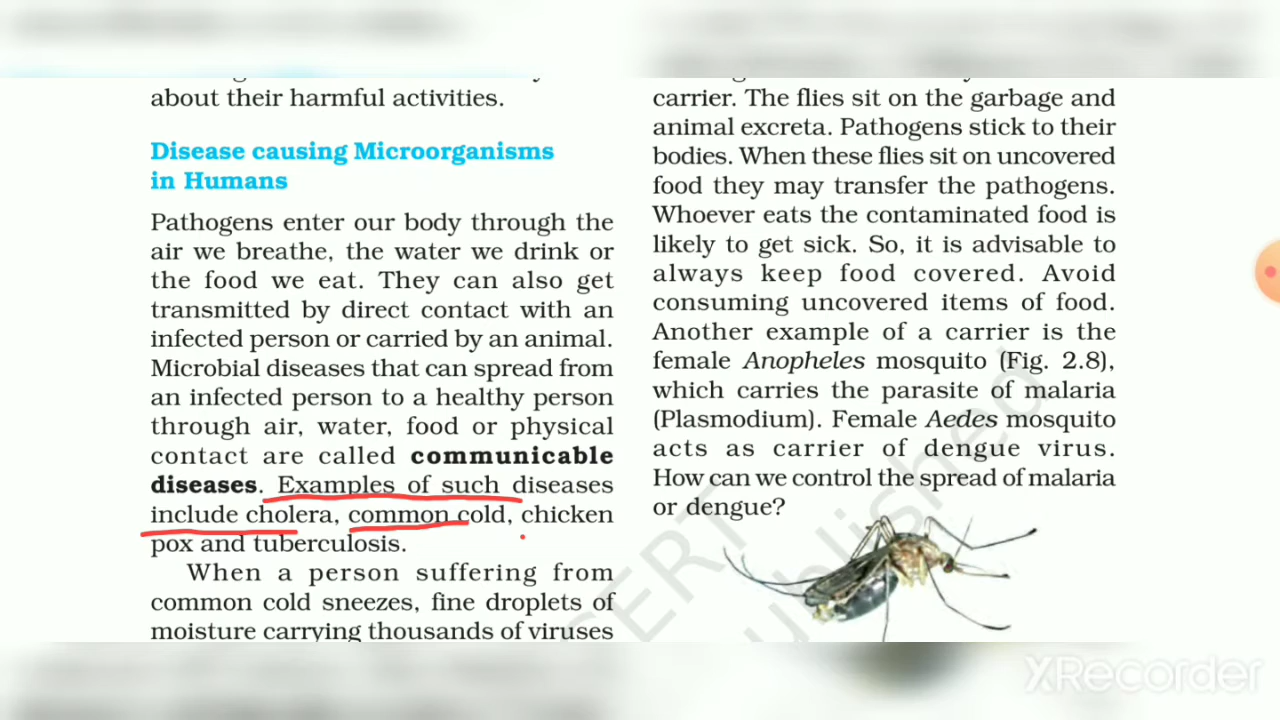 about their harmful activities.
Disease causing Microorganisms
in Humans
Pathogens enter our body through the
air we breathe, the water we drink or
the food we eat. They can also get
transmitted by direct contact with an
infected person or carried by an animal.
Microbial diseases that can spread from
an infected person to a healthy person
through air, water, food or physical
contact are called communicable
diseases. Examples of such diseases
include cholera, common cold, chicken
pox and tuberculosis.
When a person suffering from
common cold sneezes, fine droplets of
moisture carrying thousands of viruses
carrier. The flies sit on the garbage and
animal excreta. Pathogens stick to their
bodies. When these flies sit on uncovered
food they may transfer the pathogens.
Whoever eats the contaminated food is
likely to get sick. So, it is advisable to
always keep food covered. Avoid
consuming uncovered items of food.
Another example of a carrier is the
female Anopheles mosquito (Fig. 2.8),
which carries the parasite of malaria
(Plasmodium). Female Aedes mosquito
acts as carrier of dengue virus.
How can we control the spread of malaria
or dengue?
XRecorder